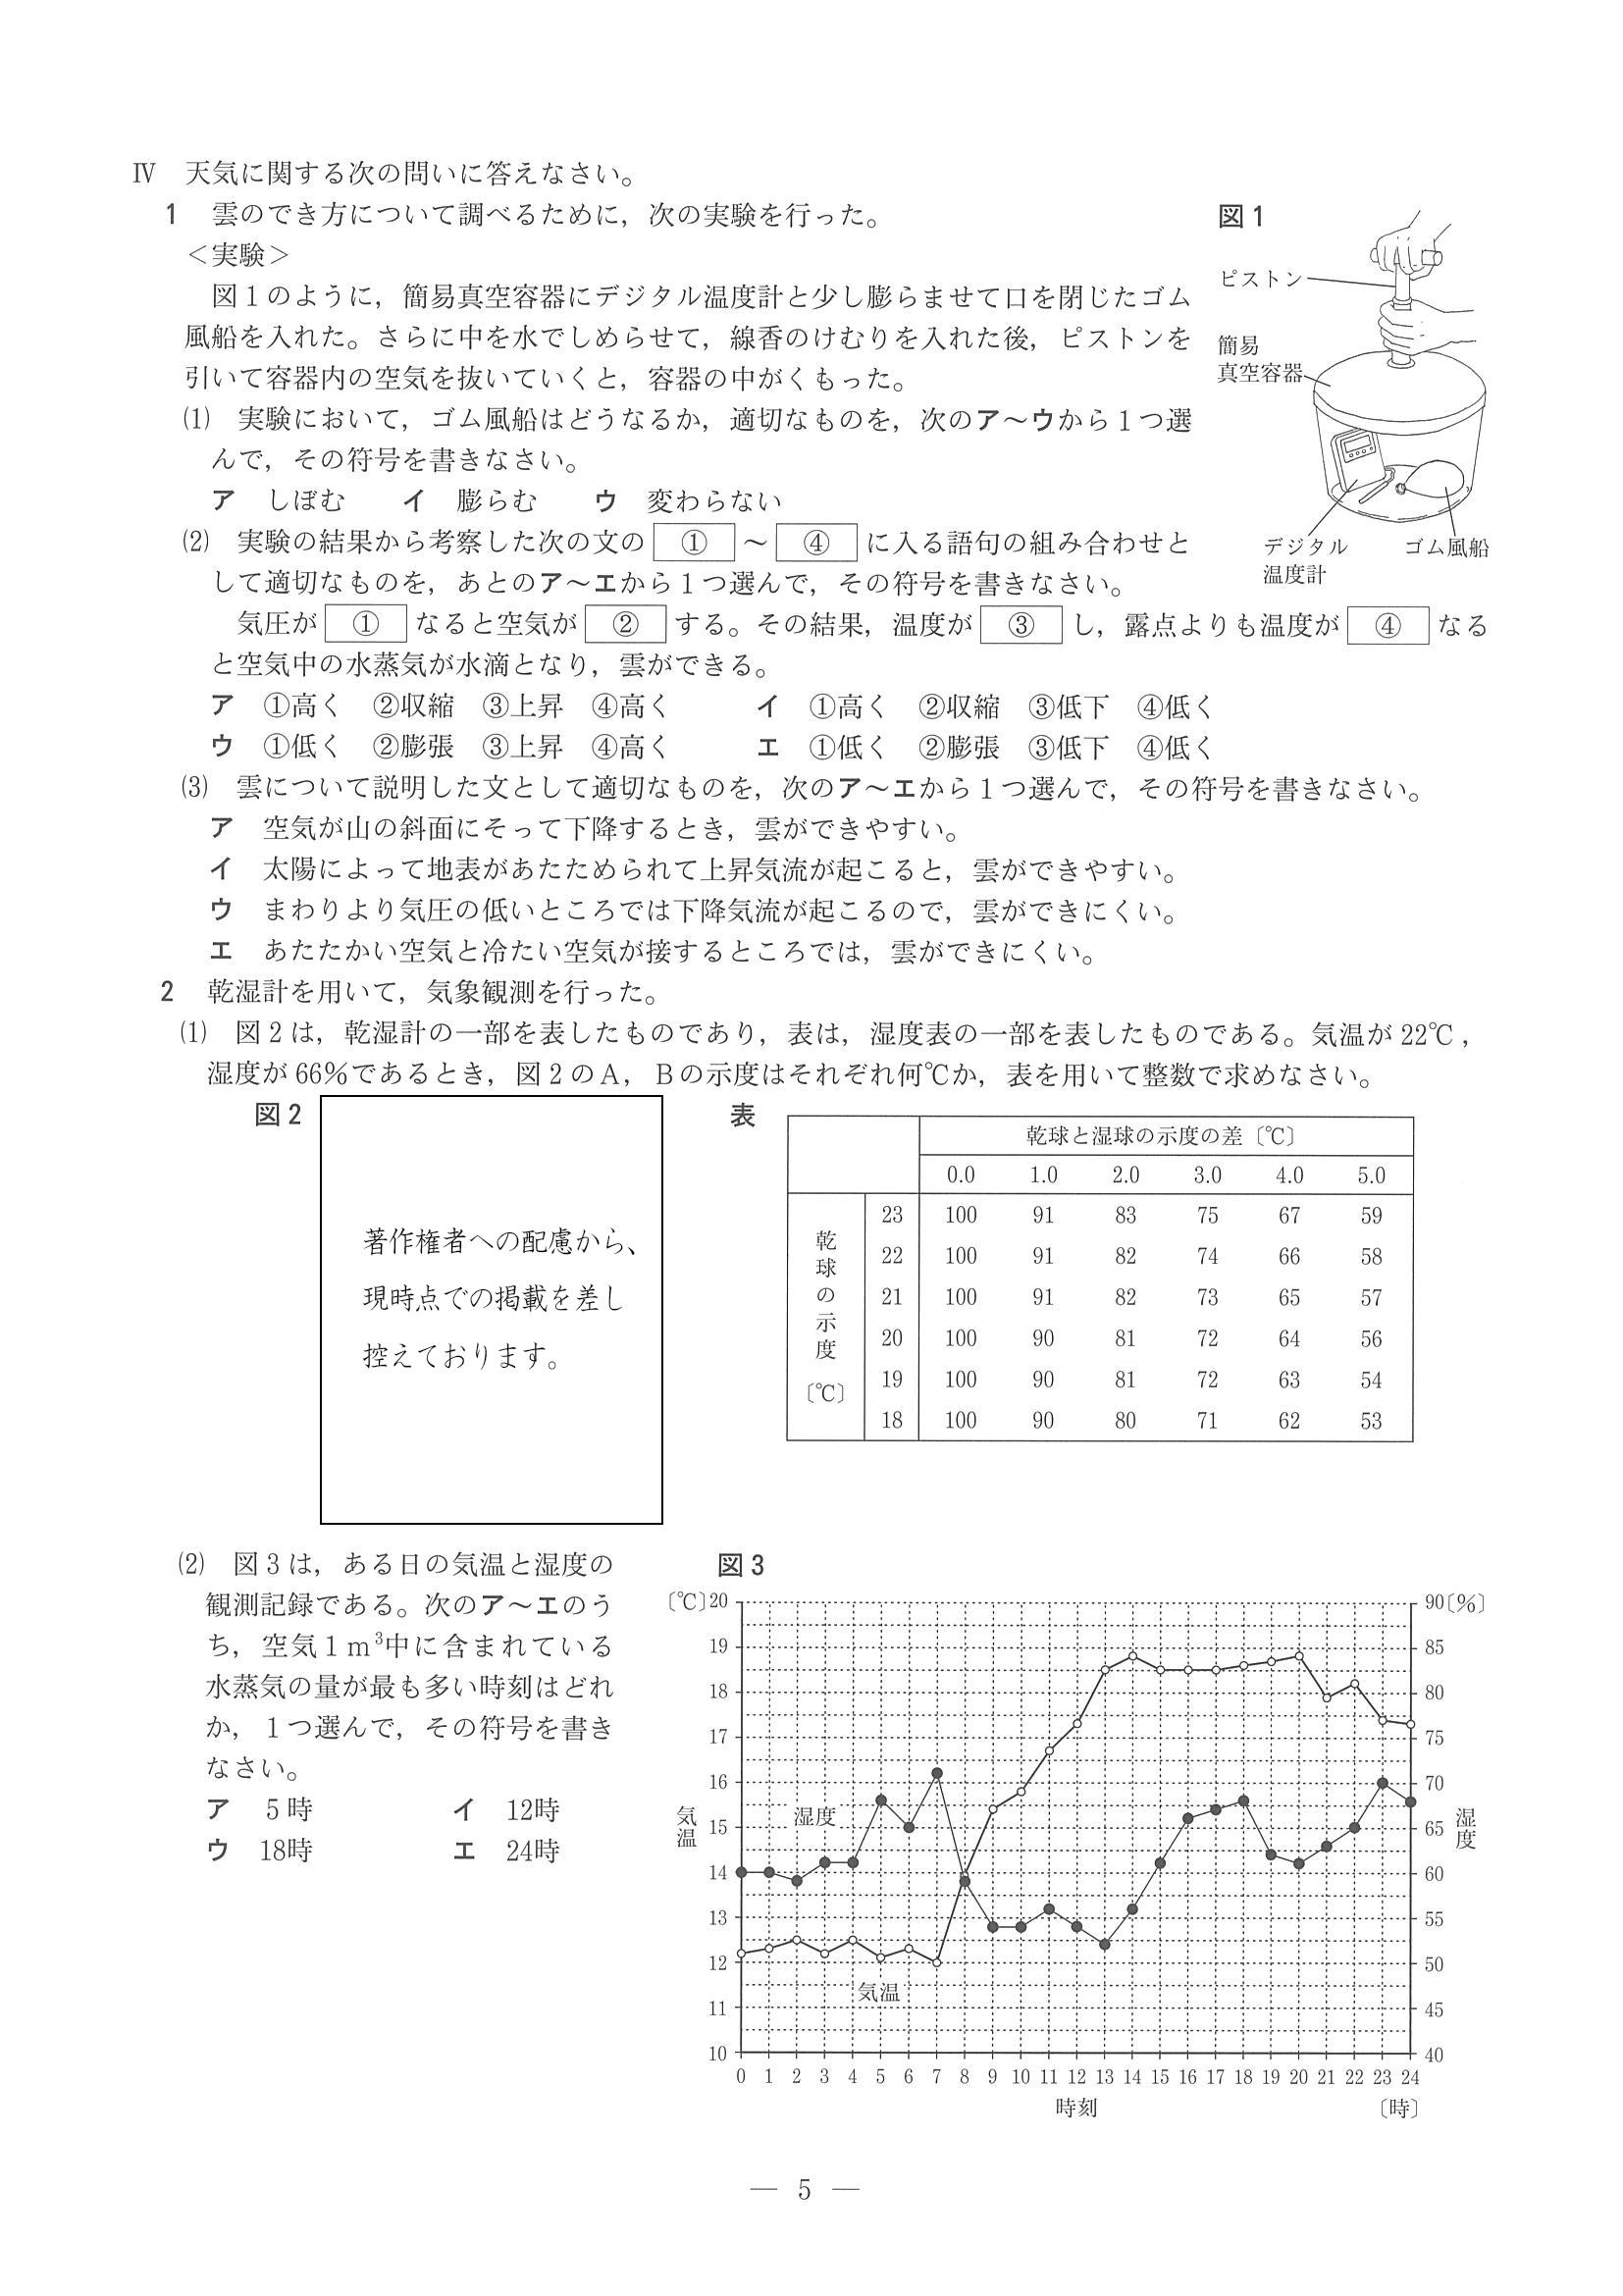 Ⅳ 天気に関する次の問いに答えなさい。
1 雲のでき方について調べるために，次の実験を行った。
＜実験＞
図1のように，簡易真空容器にデジタル温度計と少し膨らませて口を閉じたゴム
風船を入れた。さらに中を水でしめらせて，線香のけむりを入れた後，ピストンを
引いて容器内の空気を抜いていくと，容器の中がくもった。
⑴ 実験において，ゴム風船はどうなるか，適切なものを，次のア～ウから1つ選
んで，その符号を書きなさい。
ア しぼむ イ 膨らむ ウ 変わらない
⑵ 実験の結果から考察した次の文の ① ～ ④ に入る語句の組み合わせと
して適切なものを，あとのア～エから1つ選んで，その符号を書きなさい。
気圧が ① なると空気が ② する。その結果，温度が ③ し，露点よりも温度が ④ なる
と空気中の水蒸気が水滴となり，雲ができる。
ア ①高く ②収縮 ③上昇 ④高く イ ①高く ②収縮 ③低下 ④低く
ウ ①低く ②膨張 ③上昇 ④高く エ ①低く ②膨張 ③低下 ④低く
⑶ 雲について説明した文として適切なものを，次のア～エから1つ選んで，その符号を書きなさい。
ア 空気が山の斜面にそって下降するとき，雲ができやすい。
イ 太陽によって地表があたためられて上昇気流が起こると，雲ができやすい。
ウ まわりより気圧の低いところでは下降気流が起こるので，雲ができにくい。
エ あたたかい空気と冷たい空気が接するところでは，雲ができにくい。
図1
ピストン
簡易
真空容器
デジタル
温度計
ゴム風船
2 乾湿計を用いて，気象観測を行った。
⑴ 図2は，乾湿計の一部を表したものであり，表は，湿度表の一部を表したものである。気温が22℃，
湿度が66％であるとき，図2のA，Bの示度はそれぞれ何℃か，表を用いて整数で求めなさい。
図2
著作権者への配慮から、
現時点での掲載を差し
控えております。
表
乾球と湿球の示度の差〔℃〕
0.0 1.0 2.0 3.0 4.0 5.0
乾球の示度〔℃〕
23 100 91 83 75 67 59
22 100 91 82 74 66 58
21 100 91 82 73 65 57
20 100 90 81 72 64 56
19 100 90 81 72 63 54
18 100 90 80 71 62 53
⑵ 図3は，ある日の気温と湿度の
観測記録である。次のア～エのう
ち，空気1m³中に含まれている
水蒸気の量が最も多い時刻はどれ
か，1つ選んで，その符号を書き
なさい。
ア 5時 イ 12時
ウ 18時 エ 24時
図3
〔℃〕20 90〔％〕
19 85
18 80
17 75
16 70
15 65
14 60
13 55
12 50
11 45
10 40
気温
湿度
湿度
気温
0 1 2 3 4 5 6 7 8 9 10 11 12 13 14 15 16 17 18 19 20 21 22 23 24
時刻 〔時〕
― 5 ―